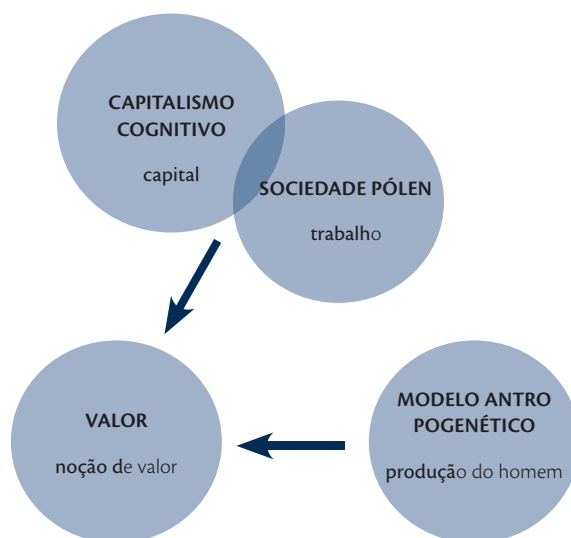 CAPITALISMO
COGNITIVO
capital
SOCIEDADE PÓLEN
trabalho
VALOR
noção de valor
MODELO ANTRO
POGENÉTICO
produção do homem